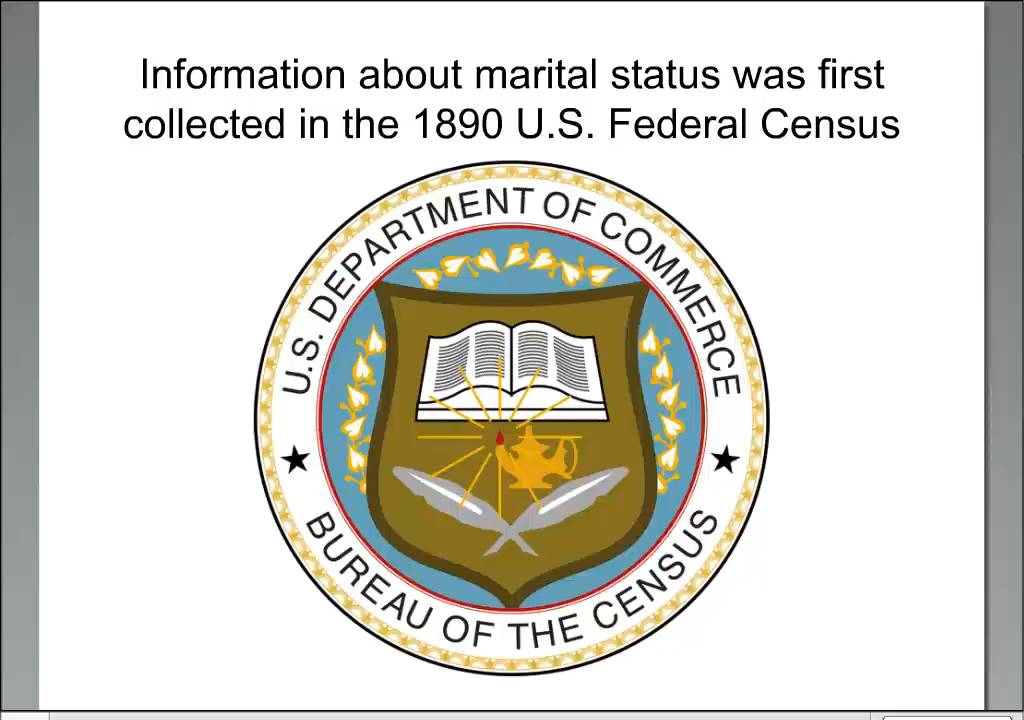 Information about marital status was first
collected in the 1890 U.S. Federal Census
U.S. DEPARTMENT OF COMMERCE
BUREAU OF THE CENSUS